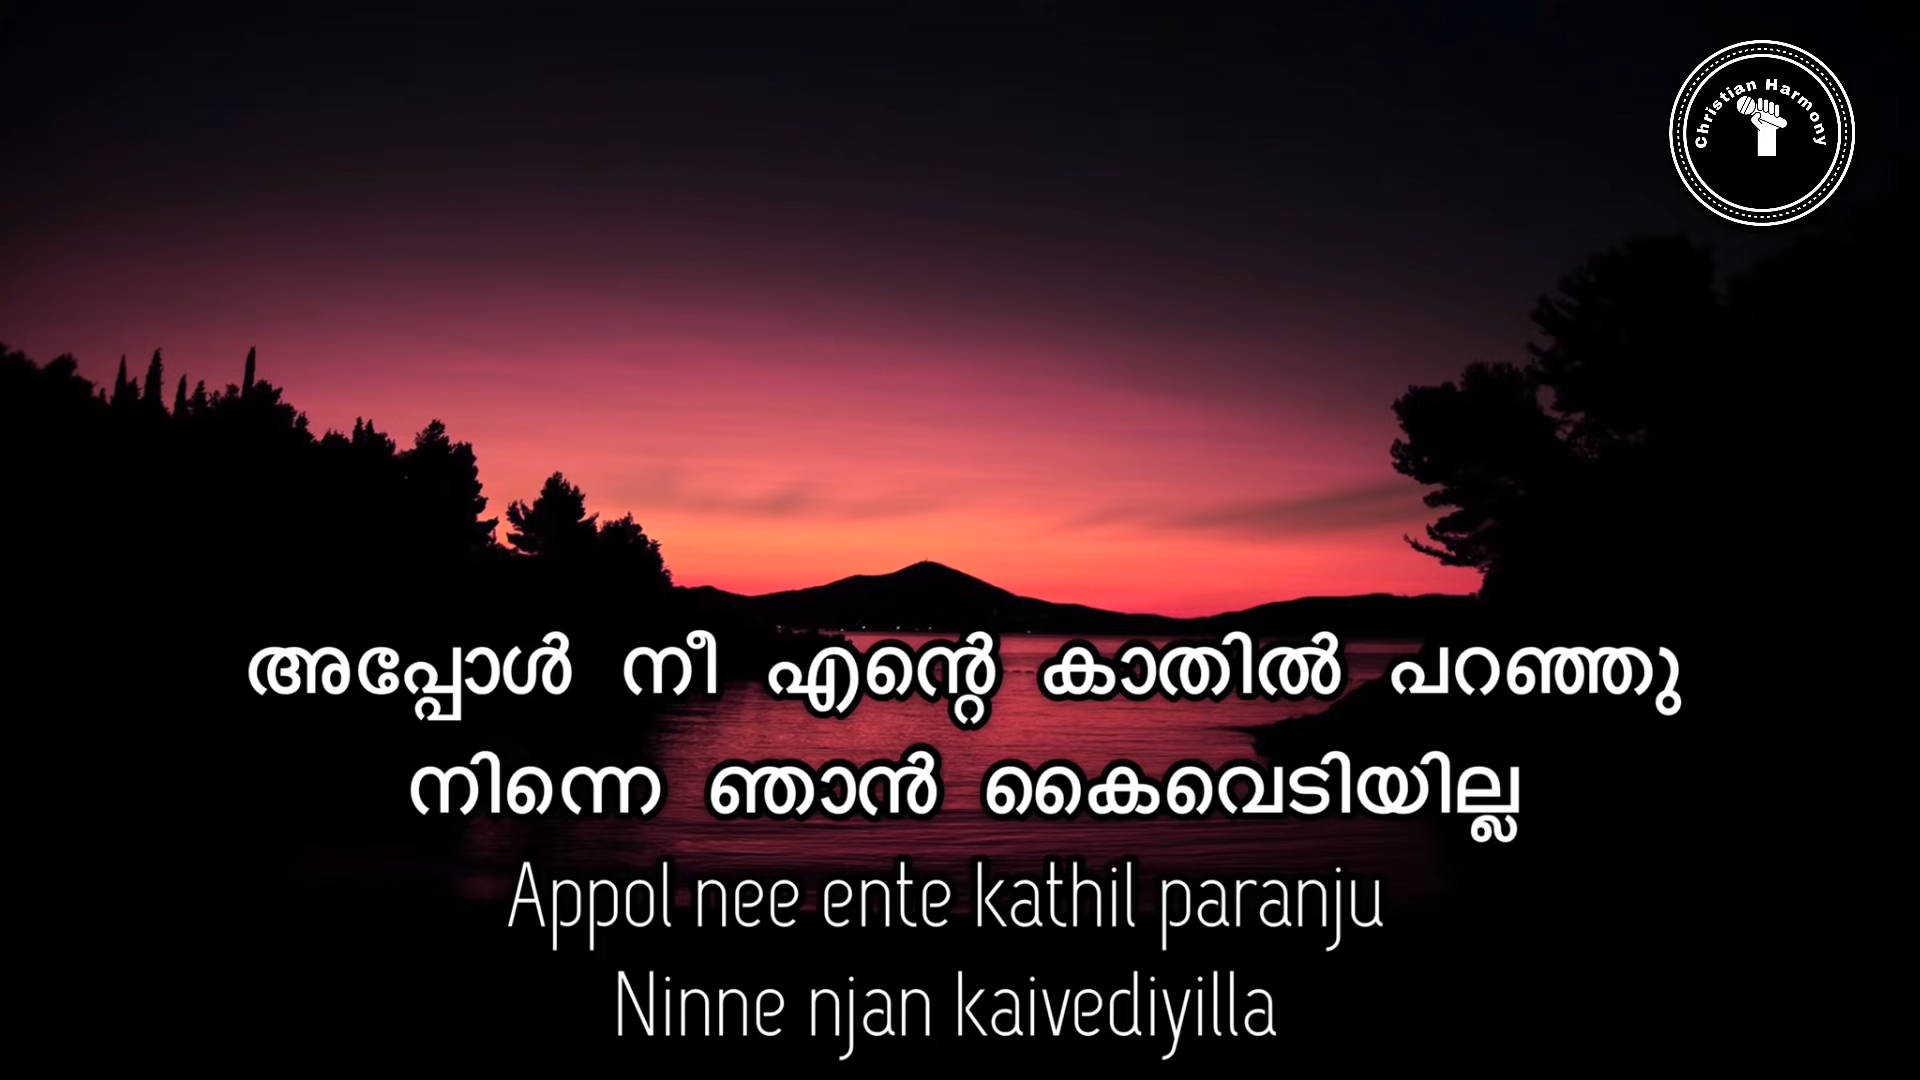 Christian Harmony
അപ്പോൾ നീ എന്റെ കാതിൽ പറഞ്ഞു
നിന്നെ ഞാൻ കൈവെടിയില്ല
Appol nee ente kathil paranju
Ninne njan kaivediyilla